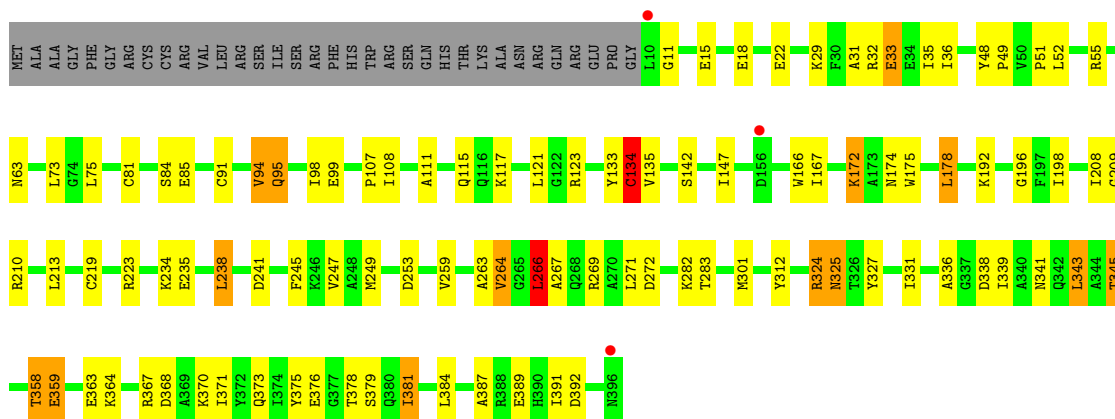 MET ALA ALA GLY PHE GLY ARG CYS CYS ARG VAL LEU ARG SER ILE SER ARG PHE HIS TRP ARG SER GLN HIS THR LYS ALA ASN ARG GLN ARG GLU PRO GLY L10 G11 E15 E18 E22 K29 F30 A31 R32 E33 E34 I35 I36 Y48 P49 V50 P51 L52 R55
N63 L73 G74 L75 C81 S84 E85 C91 V94 Q95 I98 E99 P107 I108 A111 Q115 Q116 K117 L121 G122 R123 Y133 C134 V135 S142 I147 D156 W166 I167 K172 A173 N174 W175 L178 K192 G196 F197 I198 I208 G209
R210 L213 C219 R223 K234 E235 L238 D241 F245 K246 V247 A248 M249 D253 V259 A263 V264 G265 L266 A267 Q268 R269 A270 L271 D272 K282 T283 M301 Y312 R324 N325 T326 Y327 I331 A336 G337 D338 I339 A340 N341 Q342 L343 A344 T345
T358 E359 E363 K364 R367 D368 A369 K370 I371 Y372 Q373 I374 Y375 E376 G377 T378 S379 Q380 I381 L384 A387 R388 E389 H390 I391 D392 N396